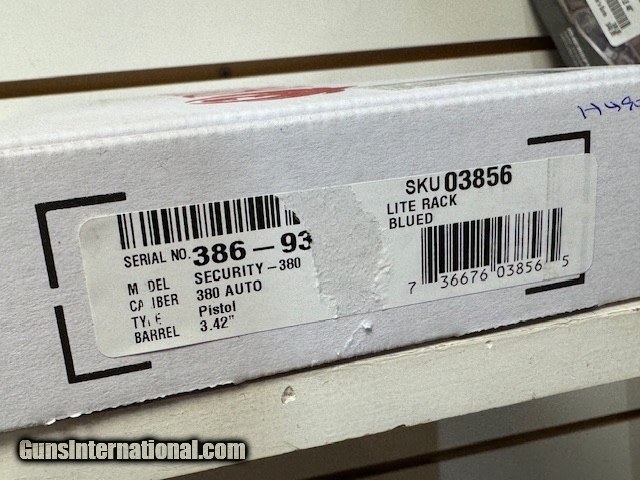 SERIAL NO. 386-93
MODEL SECURITY-380
CALIBER 380 AUTO
TYPE Pistol
BARREL 3.42"
SKU 03856
LITE RACK
BLUED
7 36676 03856 5
GunsInternational.com